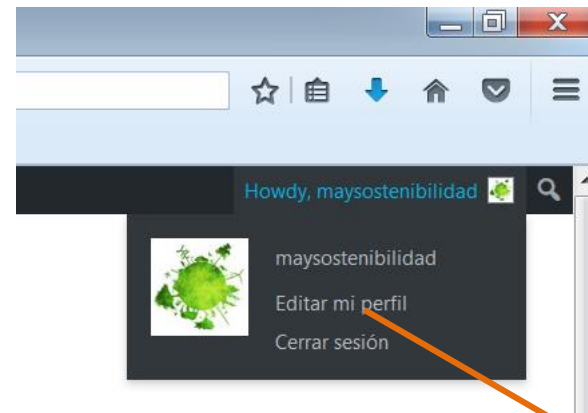 Howdy, maysostenibilidad
maysostenibilidad
Editar mi perfil
Cerrar sesión